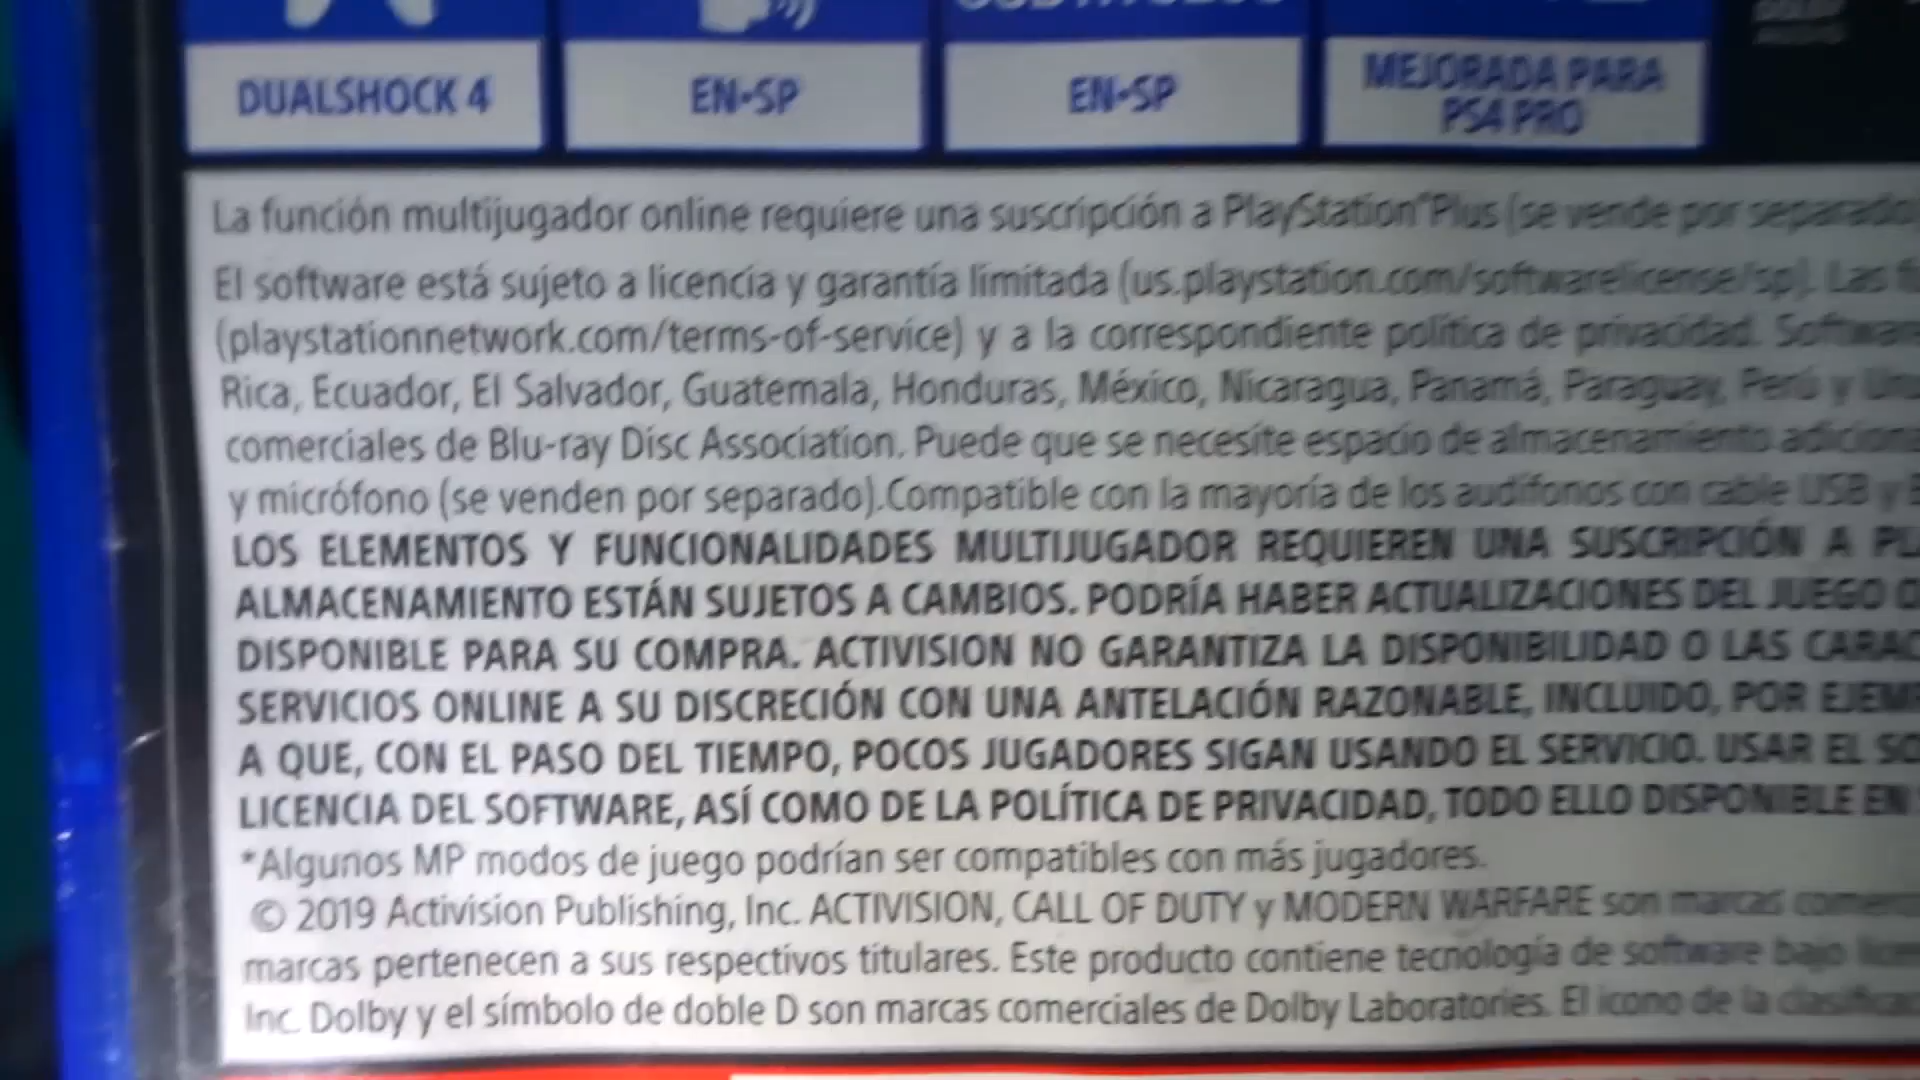 DUALSHOCK 4
EN-SP
EN-SP
MEJORADA PARA
PS4 PRO
La función multijugador online requiere una suscripción a PlayStation®Plus (se vende por separado
El software está sujeto a licencia y garantía limitada (us.playstation.com/softwarelicense/sp). Las
(playstationnetwork.com/terms-of-service) y a la correspondiente política de privacidad. Software
Rica, Ecuador, El Salvador, Guatemala, Honduras, México, Nicaragua, Panamá, Paraguay, Perú y
comerciales de Blu-ray Disc Association. Puede que se necesite espacio de almacenamiento
y micrófono (se venden por separado).Compatible con la mayoría de los audífonos con cable USB y
LOS ELEMENTOS Y FUNCIONALIDADES MULTIJUGADOR REQUIEREN UNA SUSCRIPCIÓN A
ALMACENAMIENTO ESTÁN SUJETOS A CAMBIOS. PODRÍA HABER ACTUALIZACIONES DEL JUEGO
DISPONIBLE PARA SU COMPRA. ACTIVISION NO GARANTIZA LA DISPONIBILIDAD O LAS
SERVICIOS ONLINE A SU DISCRECIÓN CON UNA ANTELACIÓN RAZONABLE, INCLUIDO, POR
A QUE, CON EL PASO DEL TIEMPO, POCOS JUGADORES SIGAN USANDO EL SERVICIO. USAR EL
LICENCIA DEL SOFTWARE, ASÍ COMO DE LA POLÍTICA DE PRIVACIDAD, TODO ELLO DISPONIBLE EN
*Algunos MP modos de juego podrían ser compatibles con más jugadores.
© 2019 Activision Publishing, Inc. ACTIVISION, CALL OF DUTY y MODERN WARFARE son marcas
marcas pertenecen a sus respectivos titulares. Este producto contiene tecnología de software bajo
Inc. Dolby y el símbolo de doble D son marcas comerciales de Dolby Laboratories. El icono de la